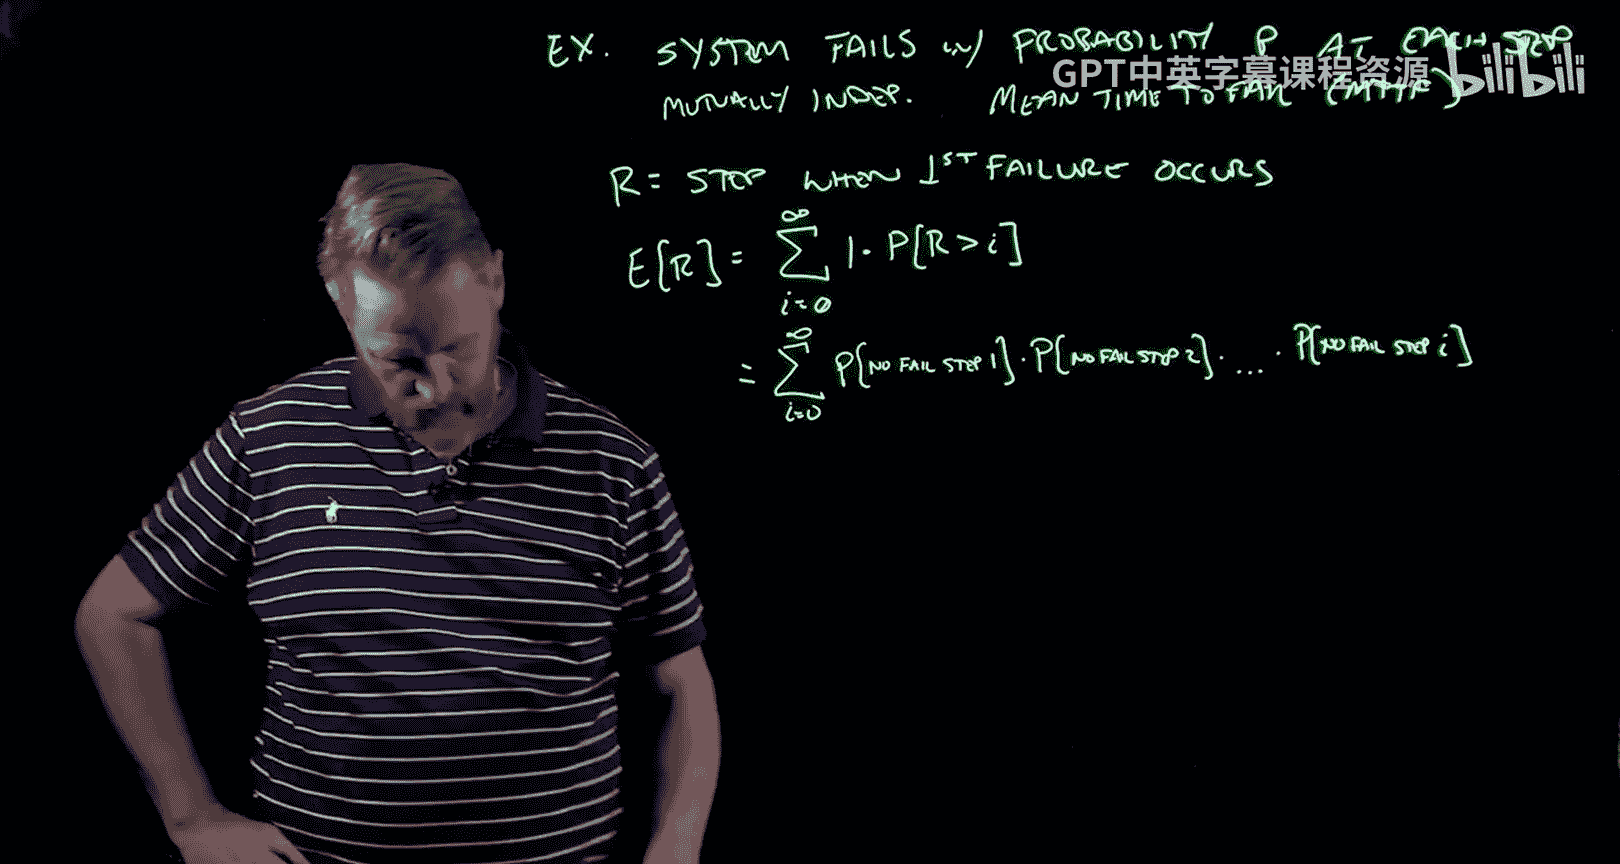 EX. SYSTEM FAILS w/ PROBABILITY P AT EACH STEP
GPT中英字幕课程资源 bilibili
MUTUALLY INDEP. MEAN TIME TO FAIL (MTTF)
R = STEP WHEN 1ST FAILURE OCCURS
E[R] = ∞∑i=0 1 · P[R > i]
= ∞∑i=0 P[NO FAIL STEP 1] · P[NO FAIL STEP 2] · ... · P[NO FAIL STEP i]